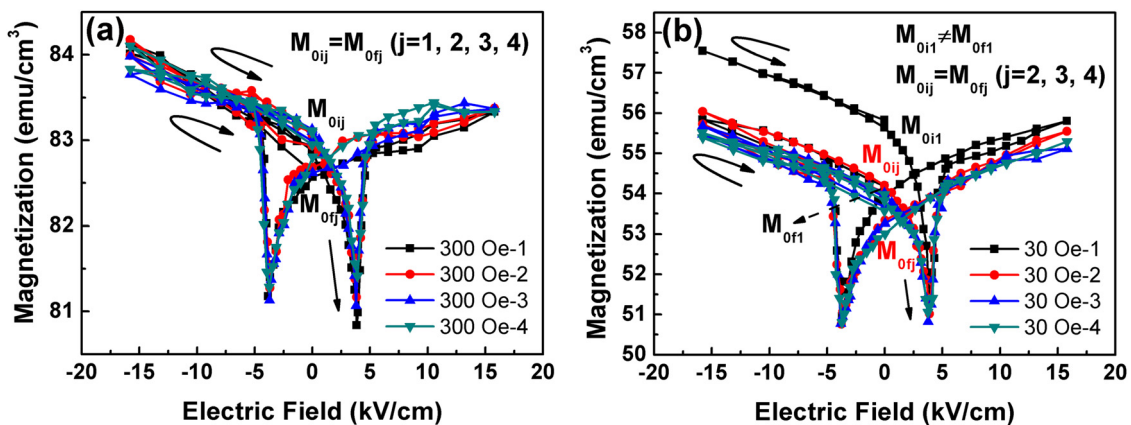 (a)
M0ij=M0fj (j=1, 2, 3, 4)
M0ij
M0fj
300 Oe-1
300 Oe-2
300 Oe-3
300 Oe-4
84
83
82
81
-20 -15 -10 -5 0 5 10 15 20
Electric Field (kV/cm)
Magnetization (emu/cm³)
(b)
M0i1≠M0f1
M0ij=M0fj (j=2, 3, 4)
M0i1
M0ij
M0f1
M0fj
30 Oe-1
30 Oe-2
30 Oe-3
30 Oe-4
58
57
56
55
54
53
52
51
50
-20 -15 -10 -5 0 5 10 15 20
Electric Field (kV/cm)
Magnetization (emu/cm³)